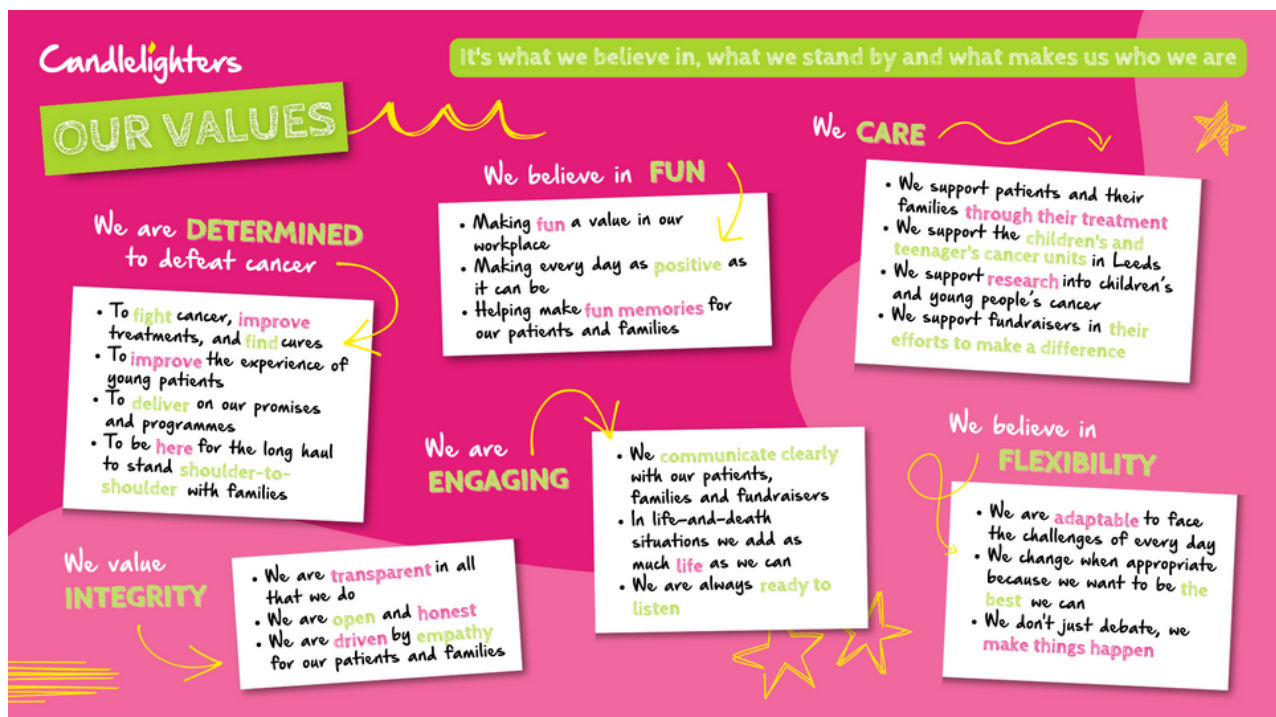 Candlelighters
It's what we believe in, what we stand by and what makes us who we are
OUR VALUES
We are DETERMINED
to defeat cancer
• To fight cancer, improve
treatments, and find cures
• To improve the experience of
young patients
• To deliver on our promises
and programmes
• To be here for the long haul
to stand shoulder-to-
shoulder with families
We believe in FUN
• Making fun a value in our
workplace
• Making every day as positive as
it can be
• Helping make fun memories for
our patients and families
We CARE
• We support patients and their
families through their treatment
• We support the children's and
teenager's cancer units in Leeds
• We support research into children's
and young people's cancer
• We support fundraisers in their
efforts to make a difference
We value
INTEGRITY
• We are transparent in all
that we do
• We are open and honest
• We are driven by empathy
for our patients and families
We are
ENGAGING
• We communicate clearly
with our patients,
families and fundraisers
• In life-and-death
situations we add as
much life as we can
• We are always ready to
listen
We believe in
FLEXIBILITY
• We are adaptable to face
the challenges of every day
• We change when appropriate
because we want to be the
best we can
• We don't just debate, we
make things happen